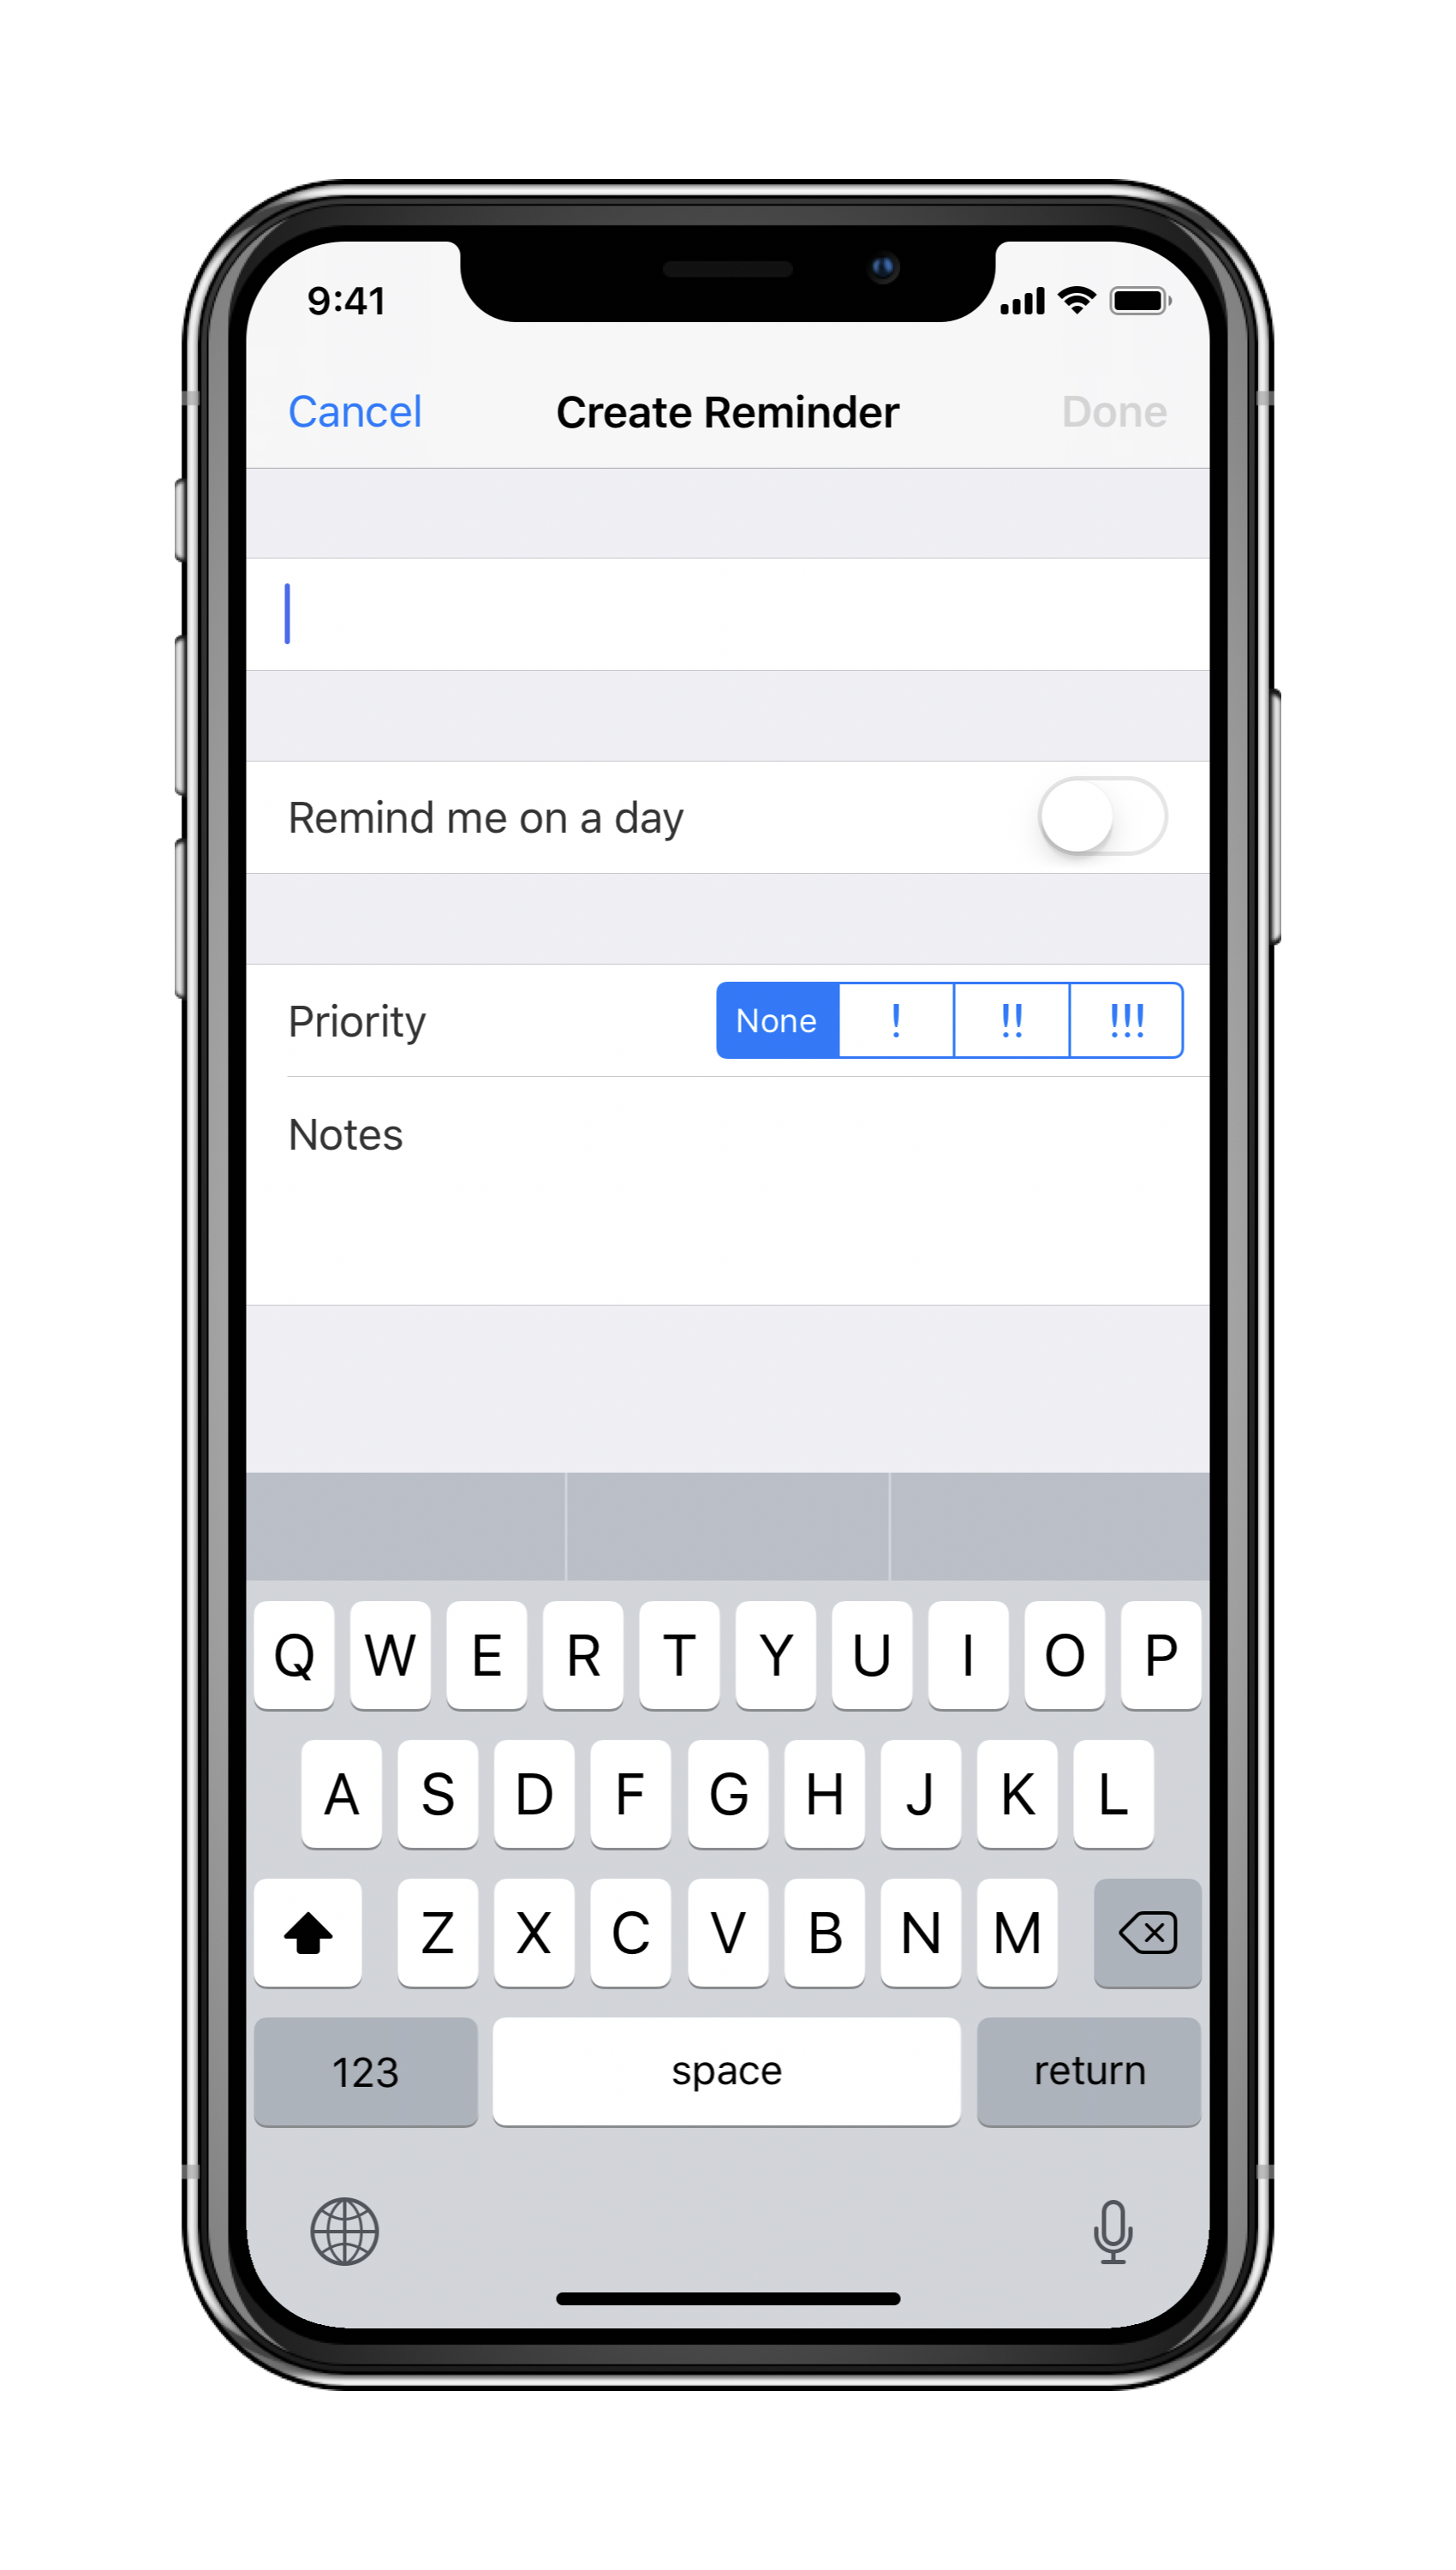 9:41
Cancel Create Reminder Done
Remind me on a day
Priority None ! !! !!!
Notes
Q W E R T Y U I O P
A S D F G H J K L
Z X C V B N M
123 space return